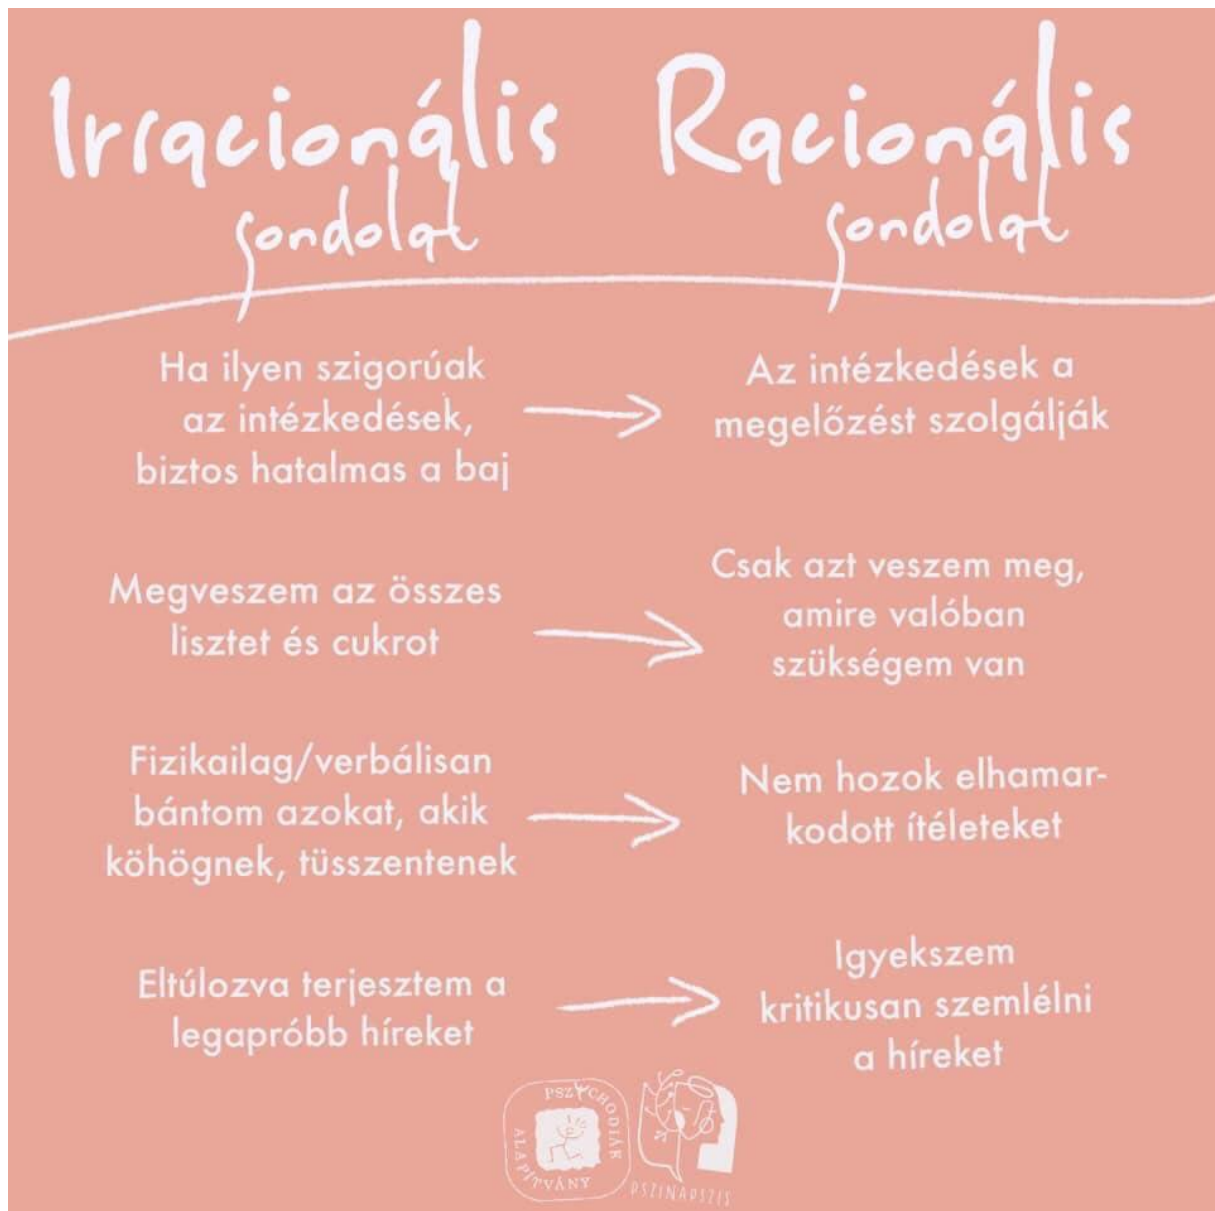 Irracionális
gondolat
Racionális
gondolat
Ha ilyen szigorúak
az intézkedések,
biztos hatalmas a baj
Az intézkedések a
megelőzést szolgálják
Megveszem az összes
lisztet és cukrot
Csak azt veszem meg,
amire valóban
szükségem van
Fizikailag/verbálisan
bántom azokat, akik
köhögnek, tüsszentenek
Nem hozok elhamar-
kodott ítéleteket
Eltúlozva terjesztem a
legapróbb híreket
Igyekszem
kritikusan szemlélni
a híreket
PSZYCHODIÁK
ALAPÍTVÁNY
PSZINAPSZIS